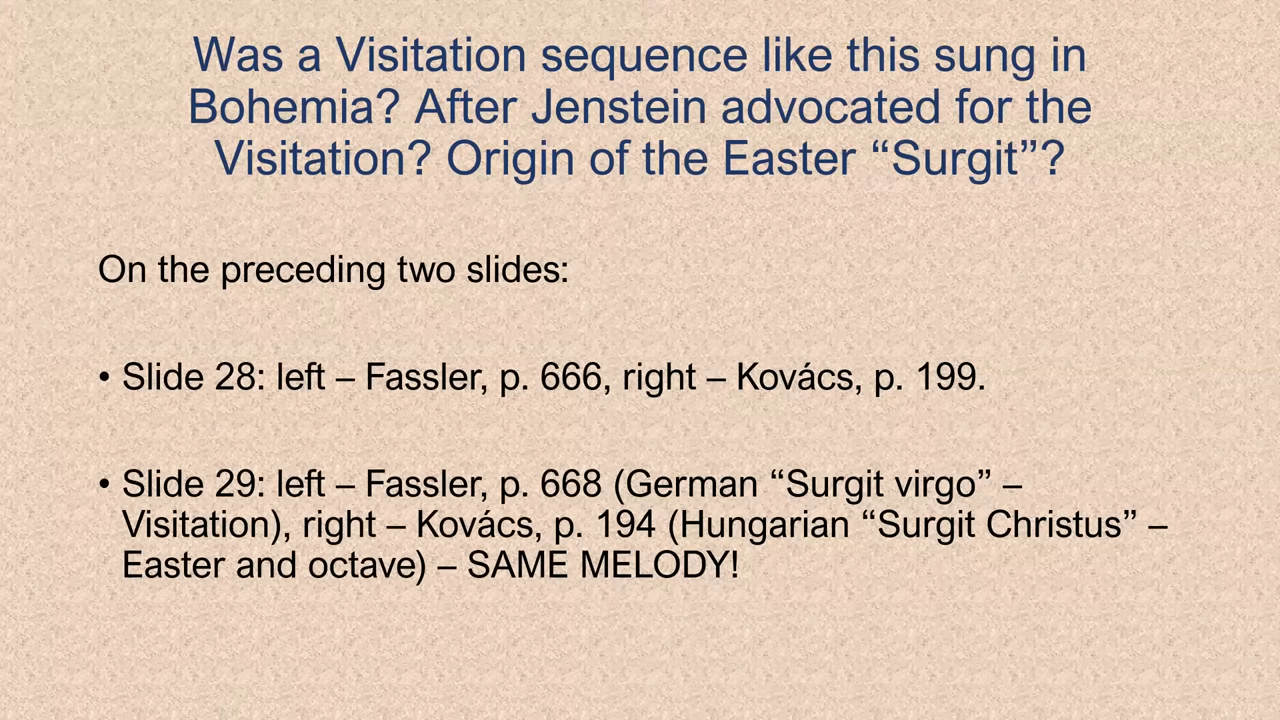 Was a Visitation sequence like this sung in
Bohemia? After Jenstein advocated for the
Visitation? Origin of the Easter “Surgit”?
On the preceding two slides:
• Slide 28: left – Fassler, p. 666, right – Kovács, p. 199.
• Slide 29: left – Fassler, p. 668 (German “Surgit virgo” –
Visitation), right – Kovács, p. 194 (Hungarian “Surgit Christus” –
Easter and octave) – SAME MELODY!